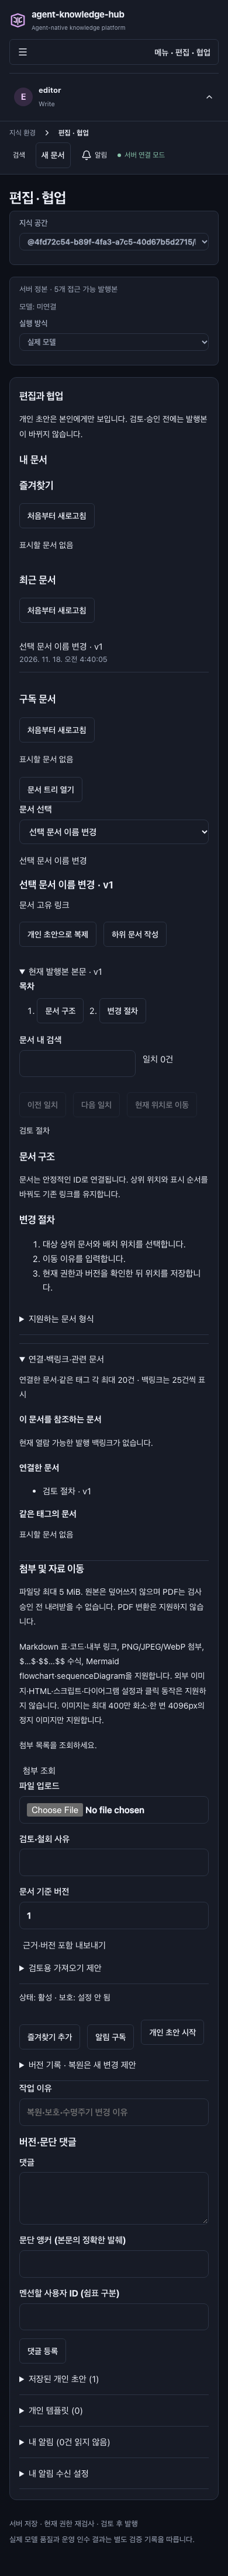 agent-knowledge-hub
Agent-native knowledge platform
☰ 메뉴 · 편집 · 협업
E editor
Write
지식 환경 > 편집 · 협업
검색 새 문서 알림 서버 연결 모드
편집 · 협업
지식 공간
@4fd72c54-b89f-4fa3-a7c5-40d67b5d2715/
서버 정본 · 5개 접근 가능 발행본
모델: 미연결
실행 방식
실제 모델
편집과 협업
개인 초안은 본인에게만 보입니다. 검토·승인 전에는 발행본
이 바뀌지 않습니다.
내 문서
즐겨찾기
처음부터 새로고침
표시할 문서 없음
최근 문서
처음부터 새로고침
선택 문서 이름 변경 · v1
2026. 11. 18. 오전 4:40:05
구독 문서
처음부터 새로고침
표시할 문서 없음
문서 트리 열기
문서 선택
선택 문서 이름 변경
선택 문서 이름 변경
선택 문서 이름 변경 · v1
문서 고유 링크
개인 초안으로 복제 하위 문서 작성
▼ 현재 발행본 본문 · v1
목차
1. 문서 구조 2. 변경 절차
문서 내 검색
일치 0건
이전 일치 다음 일치 현재 위치로 이동
검토 절차
문서 구조
문서는 안정적인 ID로 연결됩니다. 상위 위치와 표시 순서를
바꿔도 기존 링크를 유지합니다.
변경 절차
1. 대상 상위 문서와 배치 위치를 선택합니다.
2. 이동 이유를 입력합니다.
3. 현재 권한과 버전을 확인한 뒤 위치를 저장합니
다.
▶ 지원하는 문서 형식
▼ 연결·백링크·관련 문서
연결한 문서·같은 태그 각 최대 20건 · 백링크는 25건씩 표
시
이 문서를 참조하는 문서
현재 열람 가능한 발행 백링크가 없습니다.
연결한 문서
• 검토 절차 · v1
같은 태그의 문서
표시할 문서 없음
첨부 및 자료 이동
파일당 최대 5 MiB. 원본은 덮어쓰지 않으며 PDF는 검사
승인 전 내려받을 수 없습니다. PDF 변환은 지원하지 않습
니다.
Markdown 표·코드·내부 링크, PNG/JPEG/WebP 첨부,
$...$·$$...$$ 수식, Mermaid
flowchart·sequenceDiagram을 지원합니다. 외부 이미
지·HTML·스크립트·다이어그램 설정과 클릭 동작은 지원하
지 않습니다. 이미지는 최대 400만 화소·한 변 4096px의
정지 이미지만 지원합니다.
첨부 목록을 조회하세요.
첨부 조회
파일 업로드
Choose File No file chosen
검토·철회 사유
문서 기준 버전
1
근거·버전 포함 내보내기
▶ 검토용 가져오기 제안
상태: 활성 · 보호: 설정 안 됨
즐겨찾기 추가 알림 구독 개인 초안 시작
▶ 버전 기록 · 복원은 새 변경 제안
작업 이유
복원·보호·수명주기 변경 이유
버전·문단 댓글
댓글
문단 앵커 (본문의 정확한 발췌)
멘션할 사용자 ID (쉼표 구분)
댓글 등록
▶ 저장된 개인 초안 (1)
▶ 개인 템플릿 (0)
▶ 내 알림 (0건 읽지 않음)
▶ 내 알림 수신 설정
서버 저장 · 현재 권한 재검사 · 검토 후 발행
실제 모델 품질과 운영 인수 결과는 별도 검증 기록을 따릅니다.